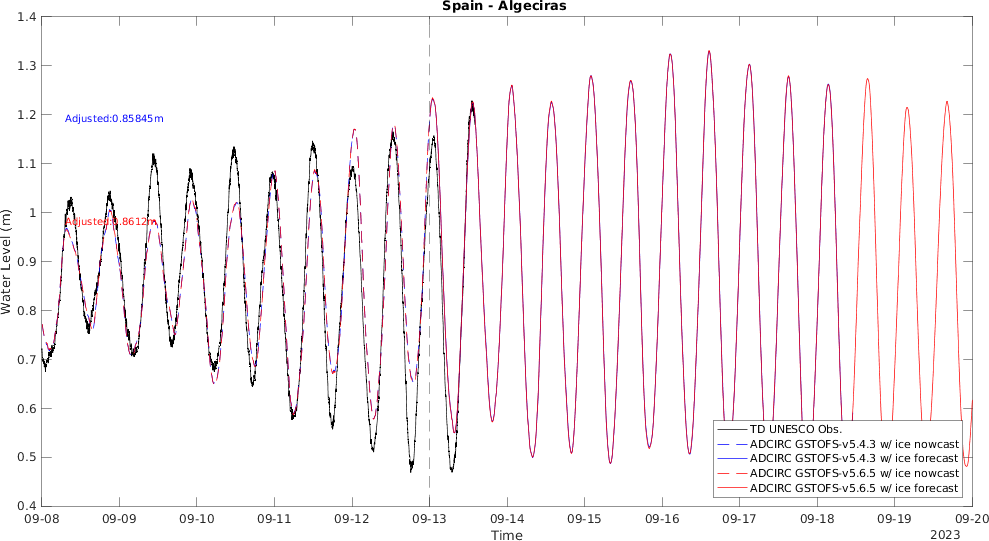 Spain - Algeciras
1.4
1.3
1.2
1.1
1
0.9
0.8
0.7
0.6
0.5
0.4
Water Level (m)
Adjusted:0.85845m
Adjusted:0.8612m
TD UNESCO Obs.
ADCIRC GSTOFS-v5.4.3 w/ ice nowcast
ADCIRC GSTOFS-v5.4.3 w/ ice forecast
ADCIRC GSTOFS-v5.6.5 w/ ice nowcast
ADCIRC GSTOFS-v5.6.5 w/ ice forecast
09-08 09-09 09-10 09-11 09-12 09-13 09-14 09-15 09-16 09-17 09-18 09-19 09-20
Time
2023